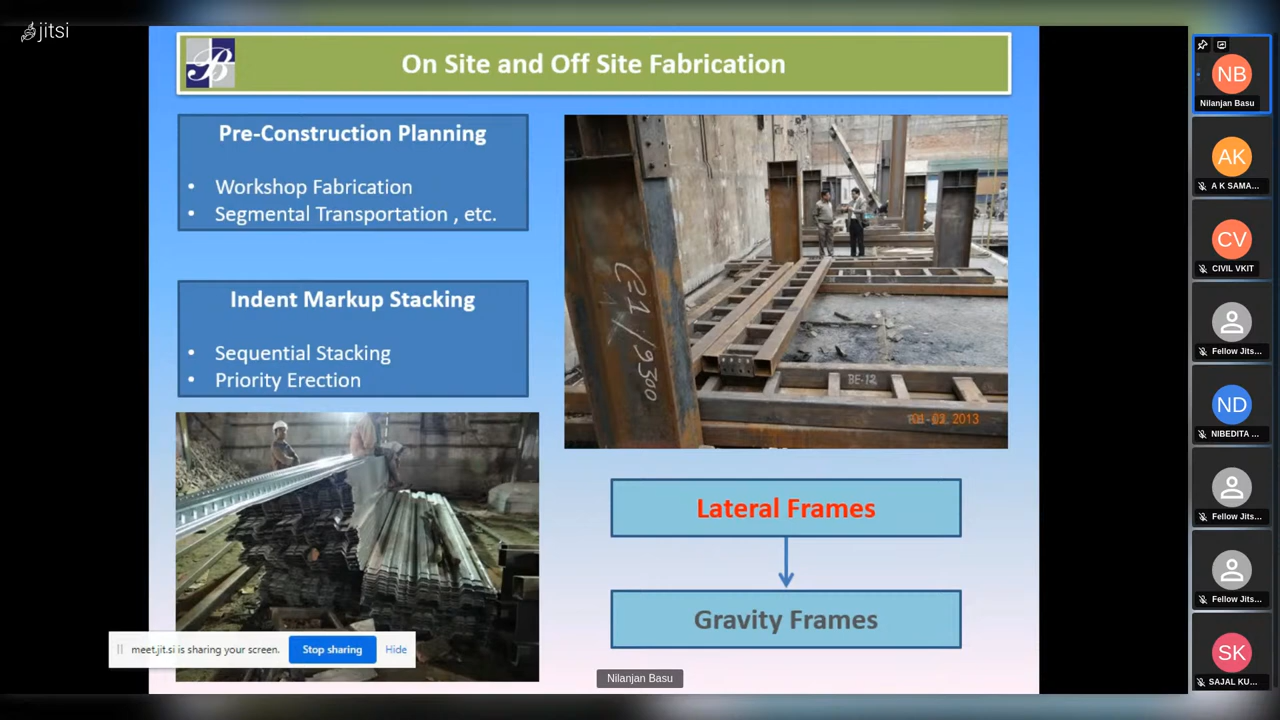 jitsi
On Site and Off Site Fabrication
Pre-Construction Planning
• Workshop Fabrication
• Segmental Transportation , etc.
Indent Markup Stacking
• Sequential Stacking
• Priority Erection
C1/9300
BE-12
2013
Lateral Frames
Gravity Frames
meet.jit.si is sharing your screen.
Stop sharing
Hide
Nilanjan Basu
NB
Nilanjan Basu
AK
A K SAMA...
CV
CIVIL VKIT
Fellow Jits...
ND
NIBEDITA ...
Fellow Jits...
Fellow Jits...
SK
SAJAL KU...